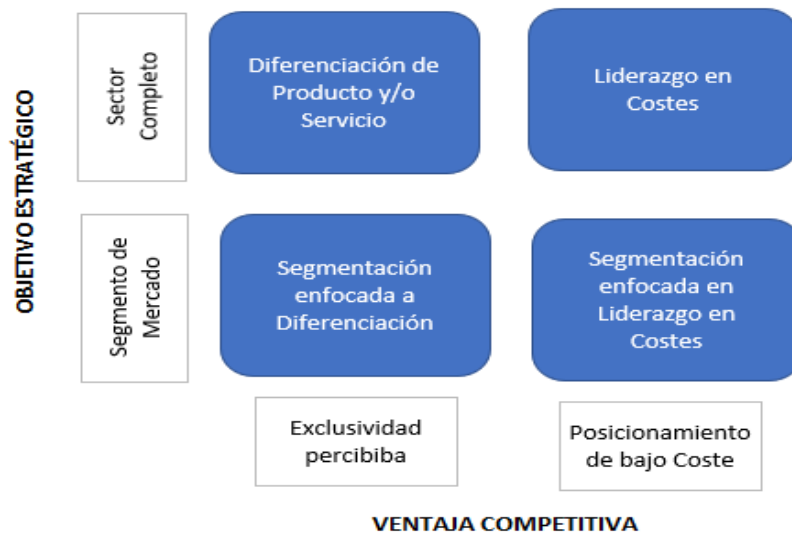 OBJETIVO ESTRATÉGICO
Sector
Completo
Diferenciación de
Producto y/o
Servicio
Liderazgo en
Costes
Segmento de
Mercado
Segmentación
enfocada a
Diferenciación
Segmentación
enfocada en
Liderazgo en
Costes
Exclusividad
percibiba
Posicionamiento
de bajo Coste
VENTAJA COMPETITIVA